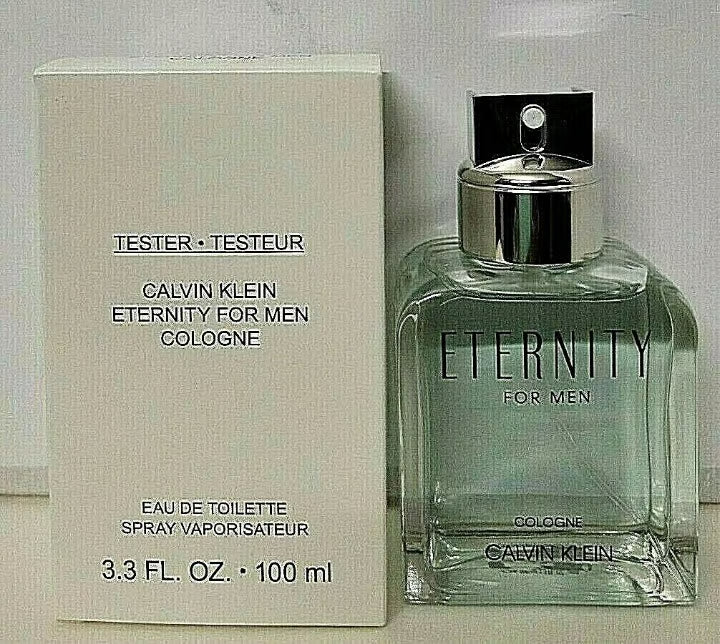 TESTER • TESTEUR
CALVIN KLEIN
ETERNITY FOR MEN
COLOGNE
EAU DE TOILETTE
SPRAY VAPORISATEUR
3.3 FL. OZ. • 100 ml
ETERNITY
FOR MEN
COLOGNE
CALVIN KLEIN